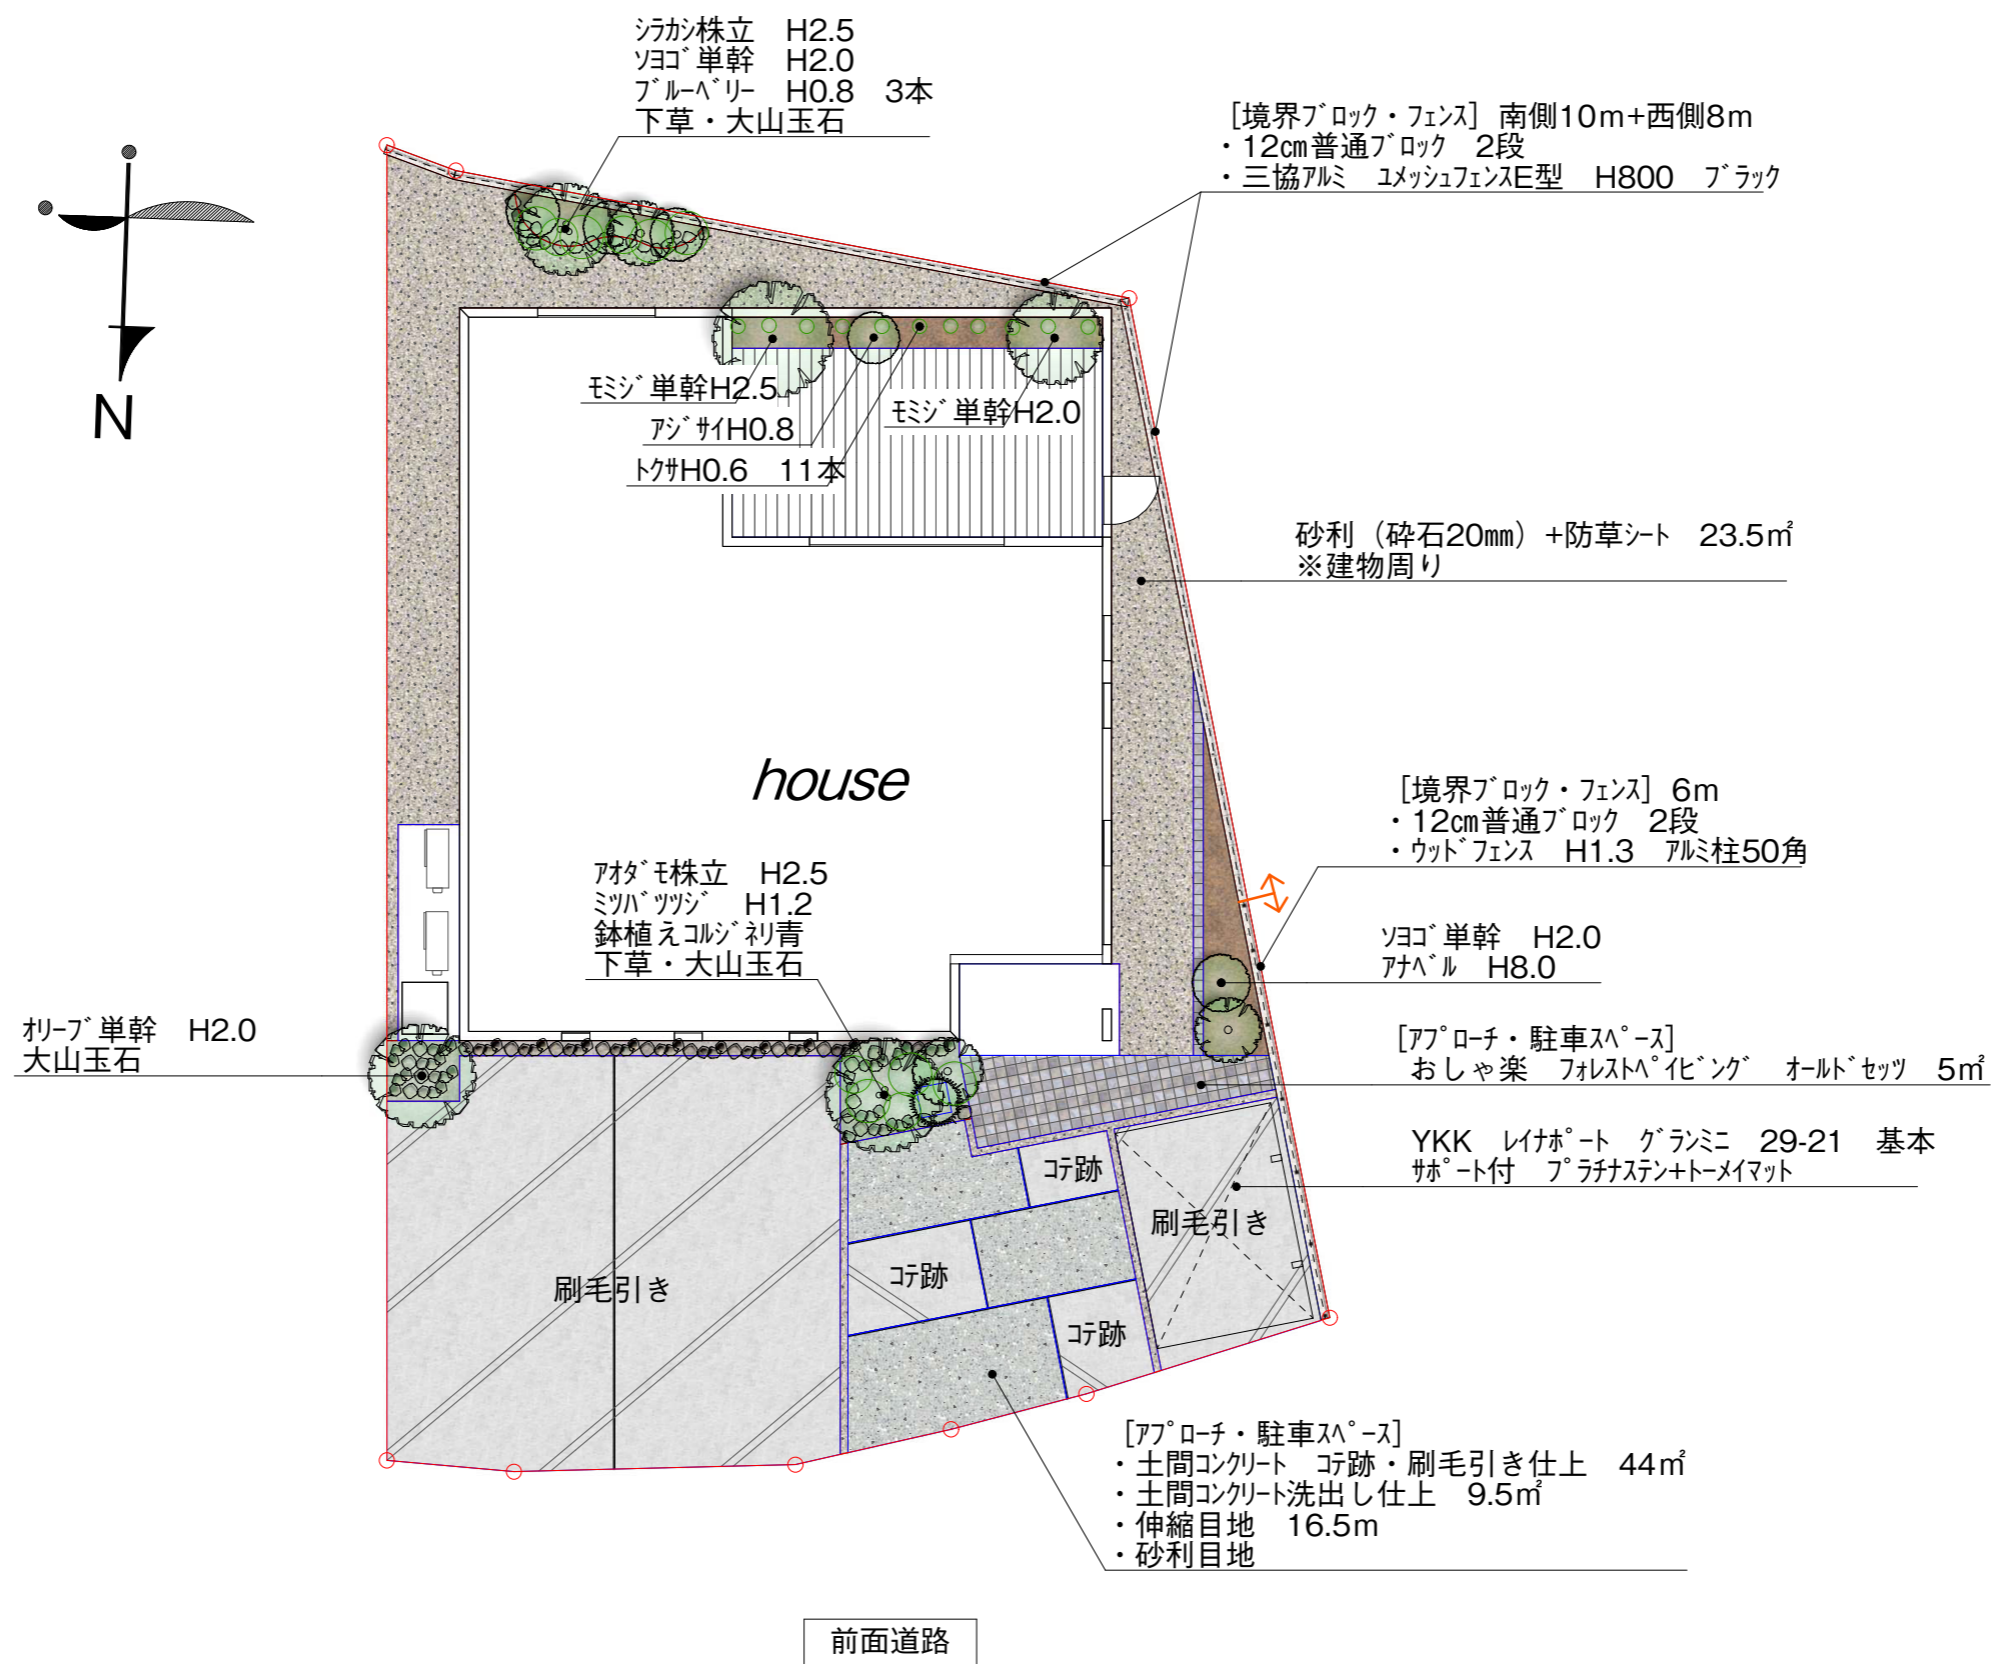 シラカシ株立　H2.5
ソヨゴ単幹　H2.0
ブルーベリー　H0.8　3本
下草・大山玉石
［境界ブロック・フェンス］南側10m+西側8m
・12cm普通ブロック　2段
・三協アルミ　ユメッシュフェンスE型　H800　ブラック
N
モミジ単幹H2.5
モミジ単幹H2.0
アジサイH0.8
トクサH0.6　11本
砂利（砕石20㎜）+防草シート　23.5㎡
※建物周り
house
［境界ブロック・フェンス］6m
・12cm普通ブロック　2段
・ウッドフェンス　H1.3　アルミ柱50角
アオダモ株立　H2.5
ミツバツツジ　H1.2
鉢植えコルジネリ青
下草・大山玉石
ソヨゴ単幹　H2.0
アナベル　H8.0
オリーブ単幹　H2.0
大山玉石
［アプローチ・駐車スペース］
おしゃ楽　フォレストペイビング　オールドセッツ　5㎡
YKK　レイナポート　グランミニ　29-21　基本
サポート付　プラチナステン+トーメイマット
コテ跡
刷毛引き
コテ跡
刷毛引き
コテ跡
［アプローチ・駐車スペース］
・土間コンクリート　コテ跡・刷毛引き仕上　44㎡
・土間コンクリート洗出し仕上　9.5㎡
・伸縮目地　16.5m
・砂利目地
前面道路